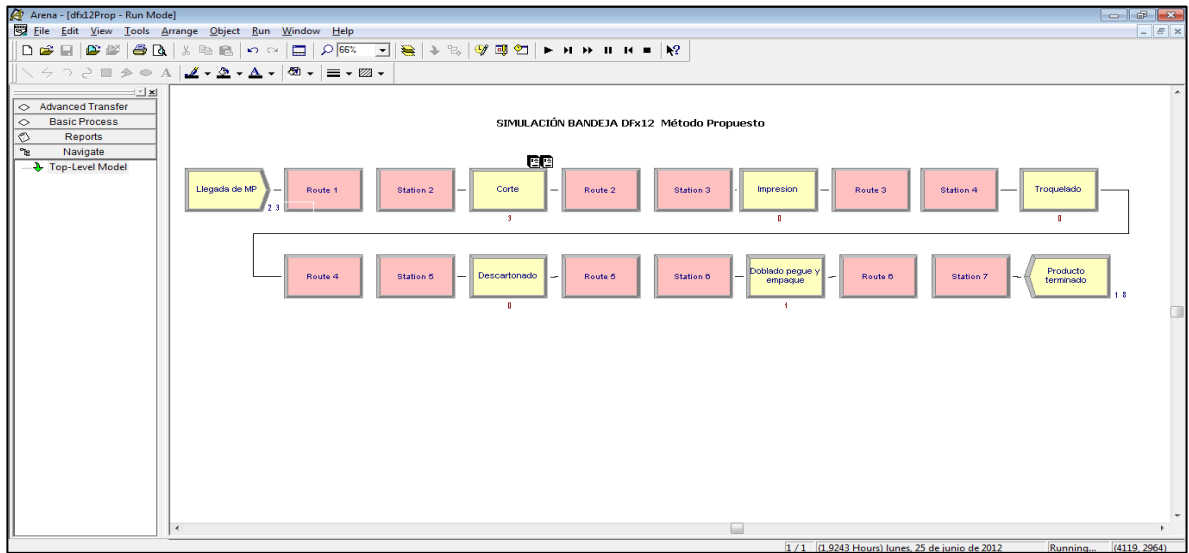 Arena - [dfx12Prop - Run Mode]
File Edit View Tools Arrange Object Run Window Help
66%
Advanced Transfer
Basic Process
Reports
Navigate
Top-Level Model
SIMULACIÓN BANDEJA DFx12 Método Propuesto
Llegada de MP
Route 1
Station 2
Corte
Route 2
Station 3
Impresion
Route 3
Station 4
Troquelado
2 3
3
0
0
Route 4
Station 5
Descartonado
Route 5
Station 6
Doblado pegue y
empaque
Route 6
Station 7
Producto
terminado
1 8
0
1
1 / 1 (1,9243 Hours) lunes, 25 de junio de 2012 Running... (4119, 2964)